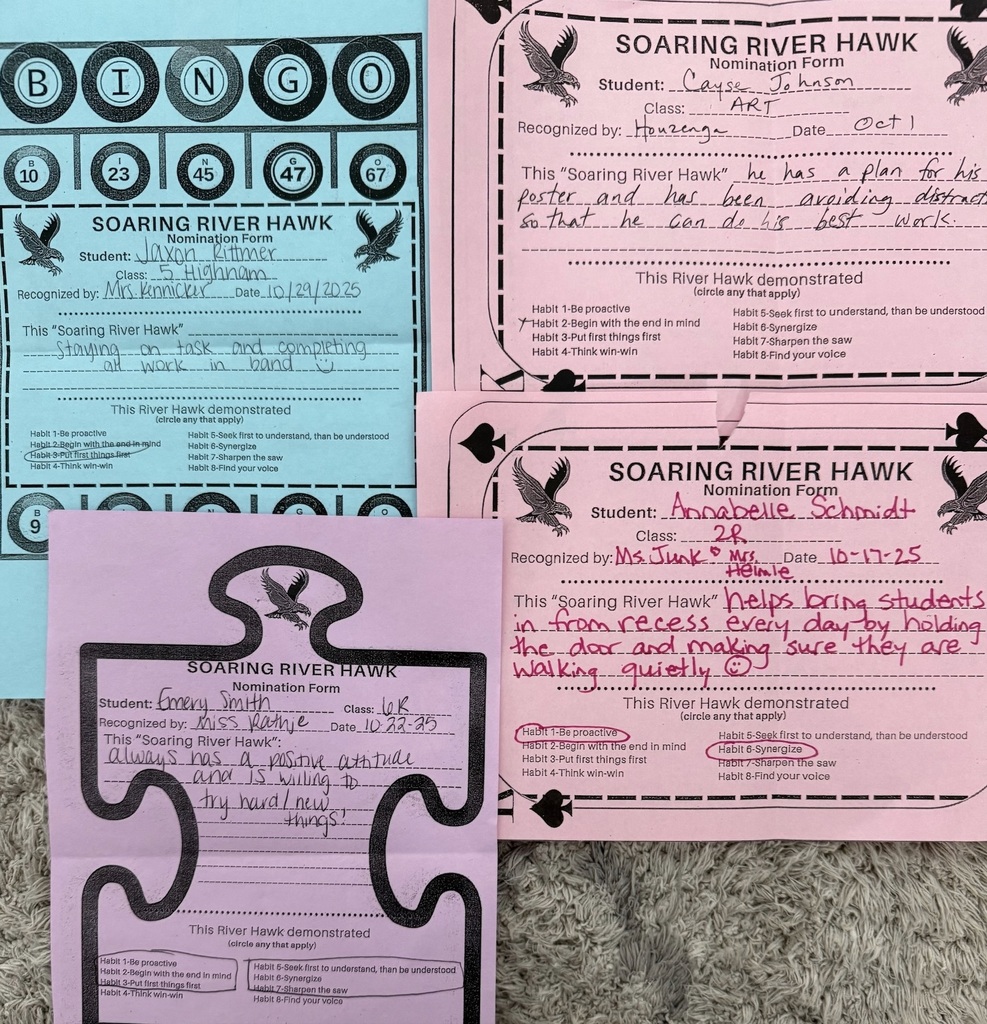 B I N G O
B 10 I 23 N 45 G 47 O 67
SOARING RIVER HAWK
Nomination Form
Student: Jaxon Rittmer
Class: 5 Highnam
Recognized by: Mrs. Kennicker Date 10/29/2025
This "Soaring River Hawk"
Staying on task and completing
all work in band
This River Hawk demonstrated
(circle any that apply)
Habit 1-Be proactive
Habit 2-Begin with the end in mind
Habit 3-Put first things first
Habit 4-Think win-win
Habit 5-Seek first to understand, than be understood
Habit 6-Synergize
Habit 7-Sharpen the saw
Habit 8-Find your voice
B 9
SOARING RIVER HAWK
Nomination Form
Student: Cayse Johnson
Class: ART
Recognized by: Houzenga Date Oct 1
This "Soaring River Hawk" he has a plan for his
poster and has been avoiding distract
so that he can do his best work.
This River Hawk demonstrated
(circle any that apply)
Habit 1-Be proactive
Habit 2-Begin with the end in mind
Habit 3-Put first things first
Habit 4-Think win-win
Habit 5-Seek first to understand, than be understood
Habit 6-Synergize
Habit 7-Sharpen the saw
Habit 8-Find your voice
SOARING RIVER HAWK
Nomination Form
Student: Annabelle Schmidt
Class: 2R
Recognized by: Ms. Junk & Mrs. Date 10-17-25
Helmle
This "Soaring River Hawk" helps bring students
in from recess every day by holding
the door and making sure they are
walking quietly
This River Hawk demonstrated
(circle any that apply)
Habit 1-Be proactive
Habit 2-Begin with the end in mind
Habit 3-Put first things first
Habit 4-Think win-win
Habit 5-Seek first to understand, than be understood
Habit 6-Synergize
Habit 7-Sharpen the saw
Habit 8-Find your voice
SOARING RIVER HAWK
Nomination Form
Student: Emery Smith Class: 6R
Recognized by: Miss Rathje Date 10-22-25
This "Soaring River Hawk":
always has a positive attitude
and is willing to
try hard/new
things!
This River Hawk demonstrated
(circle any that apply)
Habit 1-Be proactive
Habit 2-Begin with the end in mind
Habit 3-Put first things first
Habit 4-Think win-win
Habit 5-Seek first to understand, than be understood
Habit 6-Synergize
Habit 7-Sharpen the saw
Habit 8-Find your voice